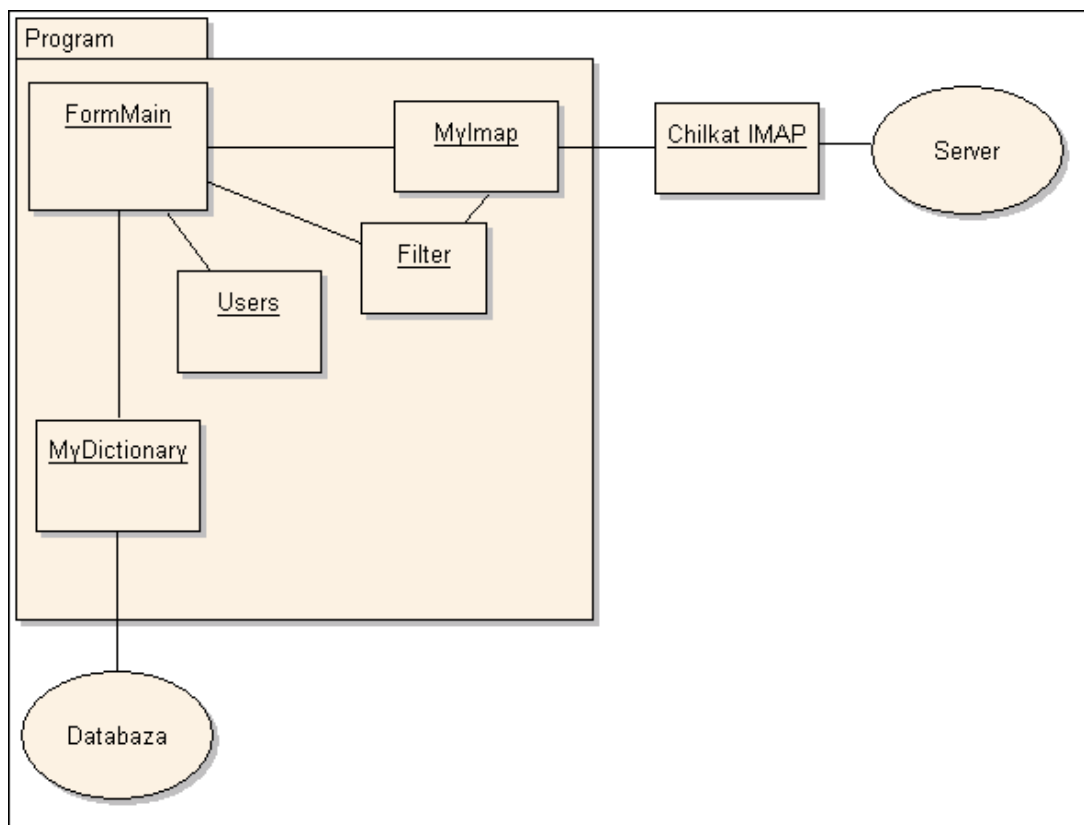 Program
FormMain
MyImap
Chilkat IMAP
Server
Filter
Users
MyDictionary
Databaza